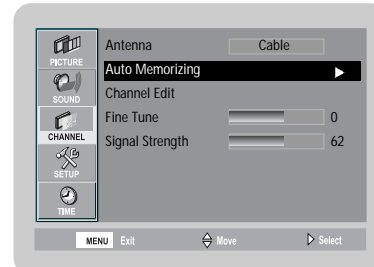 PICTURE
SOUND
CHANNEL
SETUP
TIME
Antenna Cable
Auto Memorizing
Channel Edit
Fine Tune 0
Signal Strength 62
MENU Exit Move Select